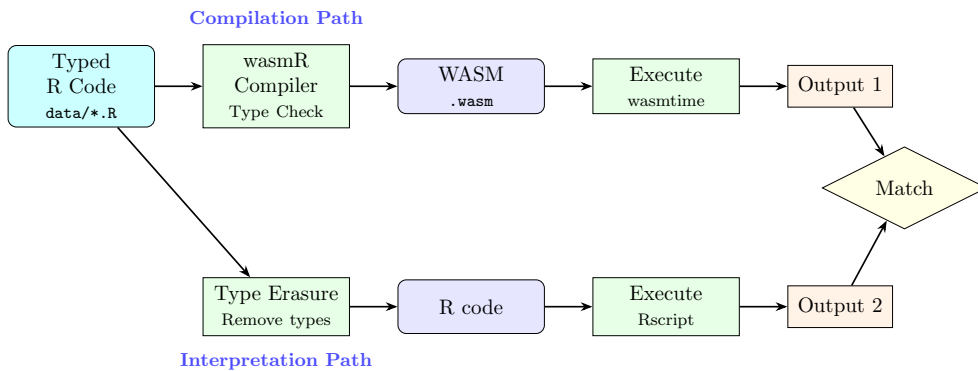 Compilation Path
Typed
R Code
data/*.R
wasmR
Compiler
Type Check
WASM
.wasm
Execute
wasmtime
Output 1
Match
Type Erasure
Remove types
R code
Execute
Rscript
Output 2
Interpretation Path